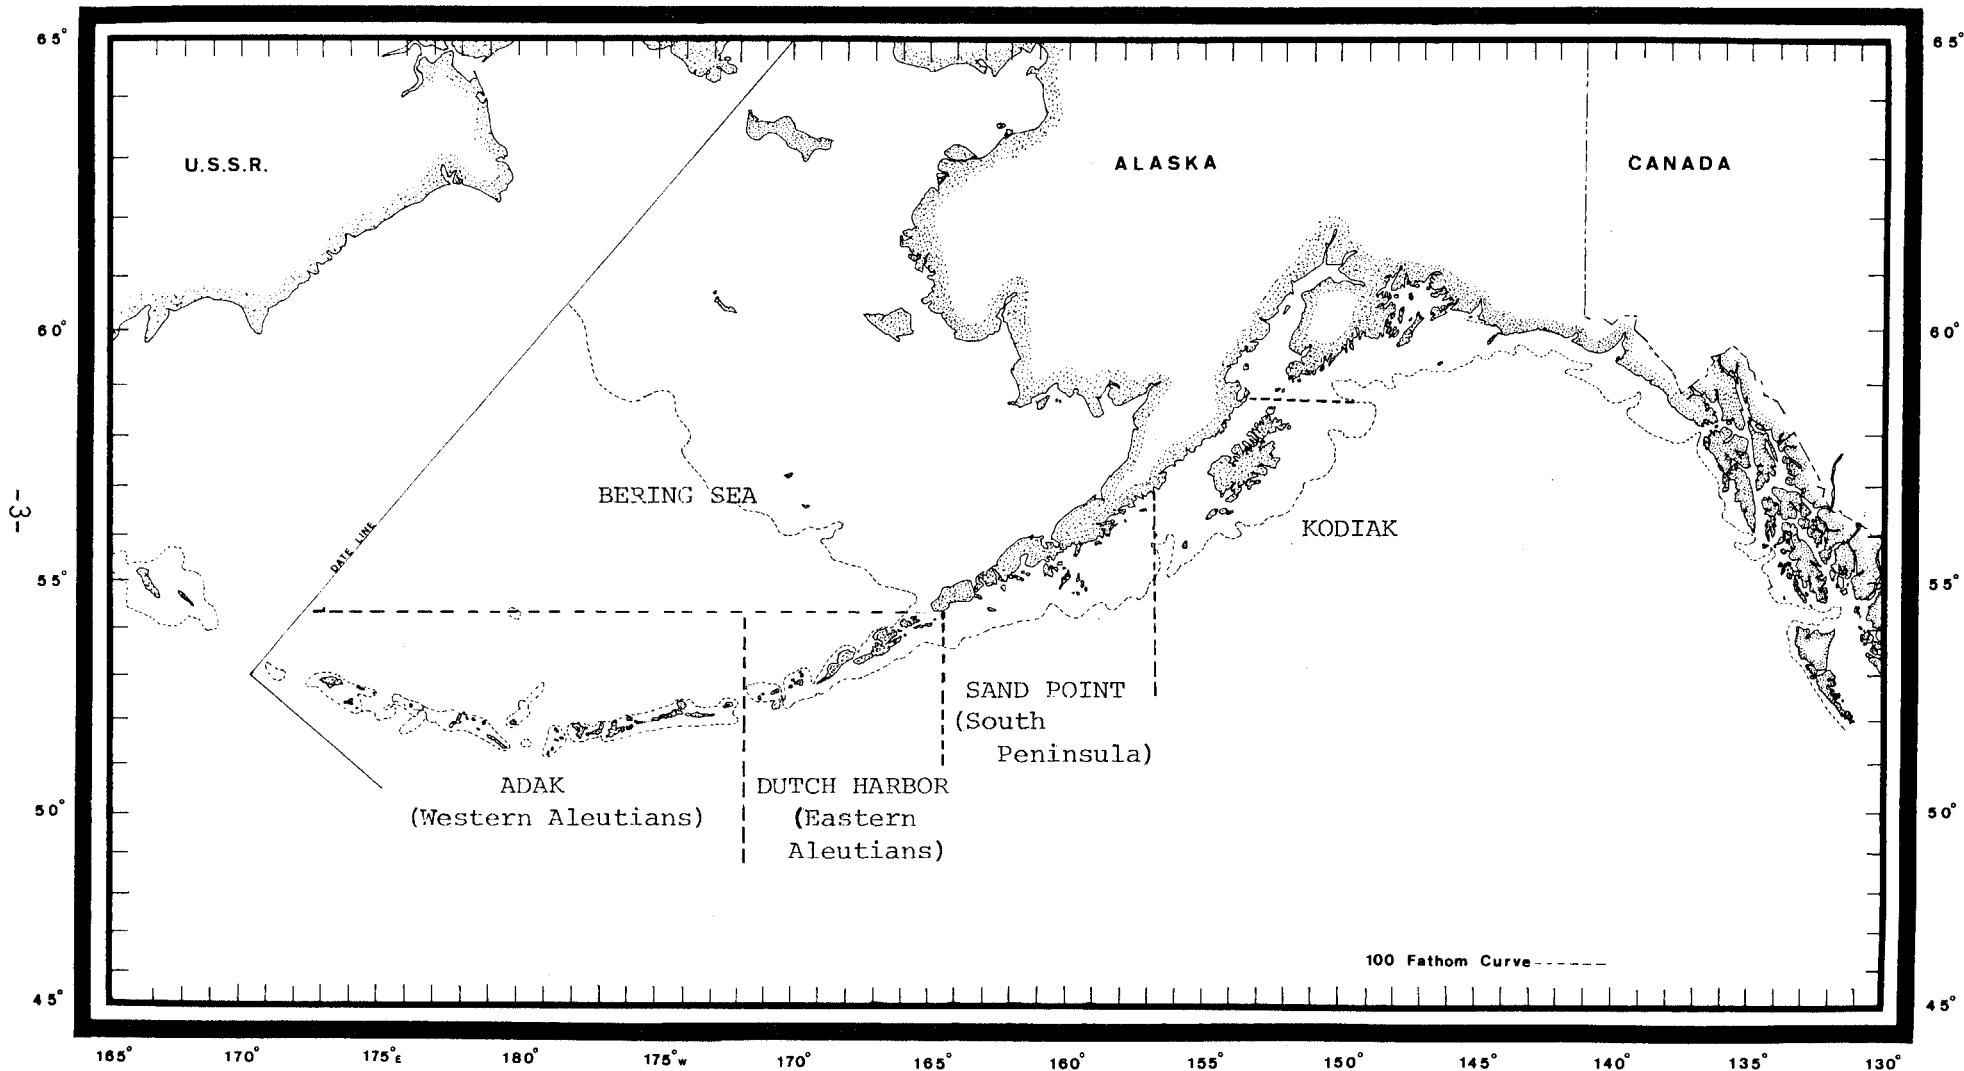 65°
65°
U.S.S.R.
ALASKA
CANADA
60°
60°
BERING SEA
-3-
KODIAK
DATE LINE
55°
55°
SAND POINT
(South
Peninsula)
ADAK
(Western Aleutians)
DUTCH HARBOR
(Eastern
Aleutians)
50°
50°
100 Fathom Curve
45°
45°
165° 170° 175°E 180° 175°W 170° 165° 160° 155° 150° 145° 140° 135° 130°